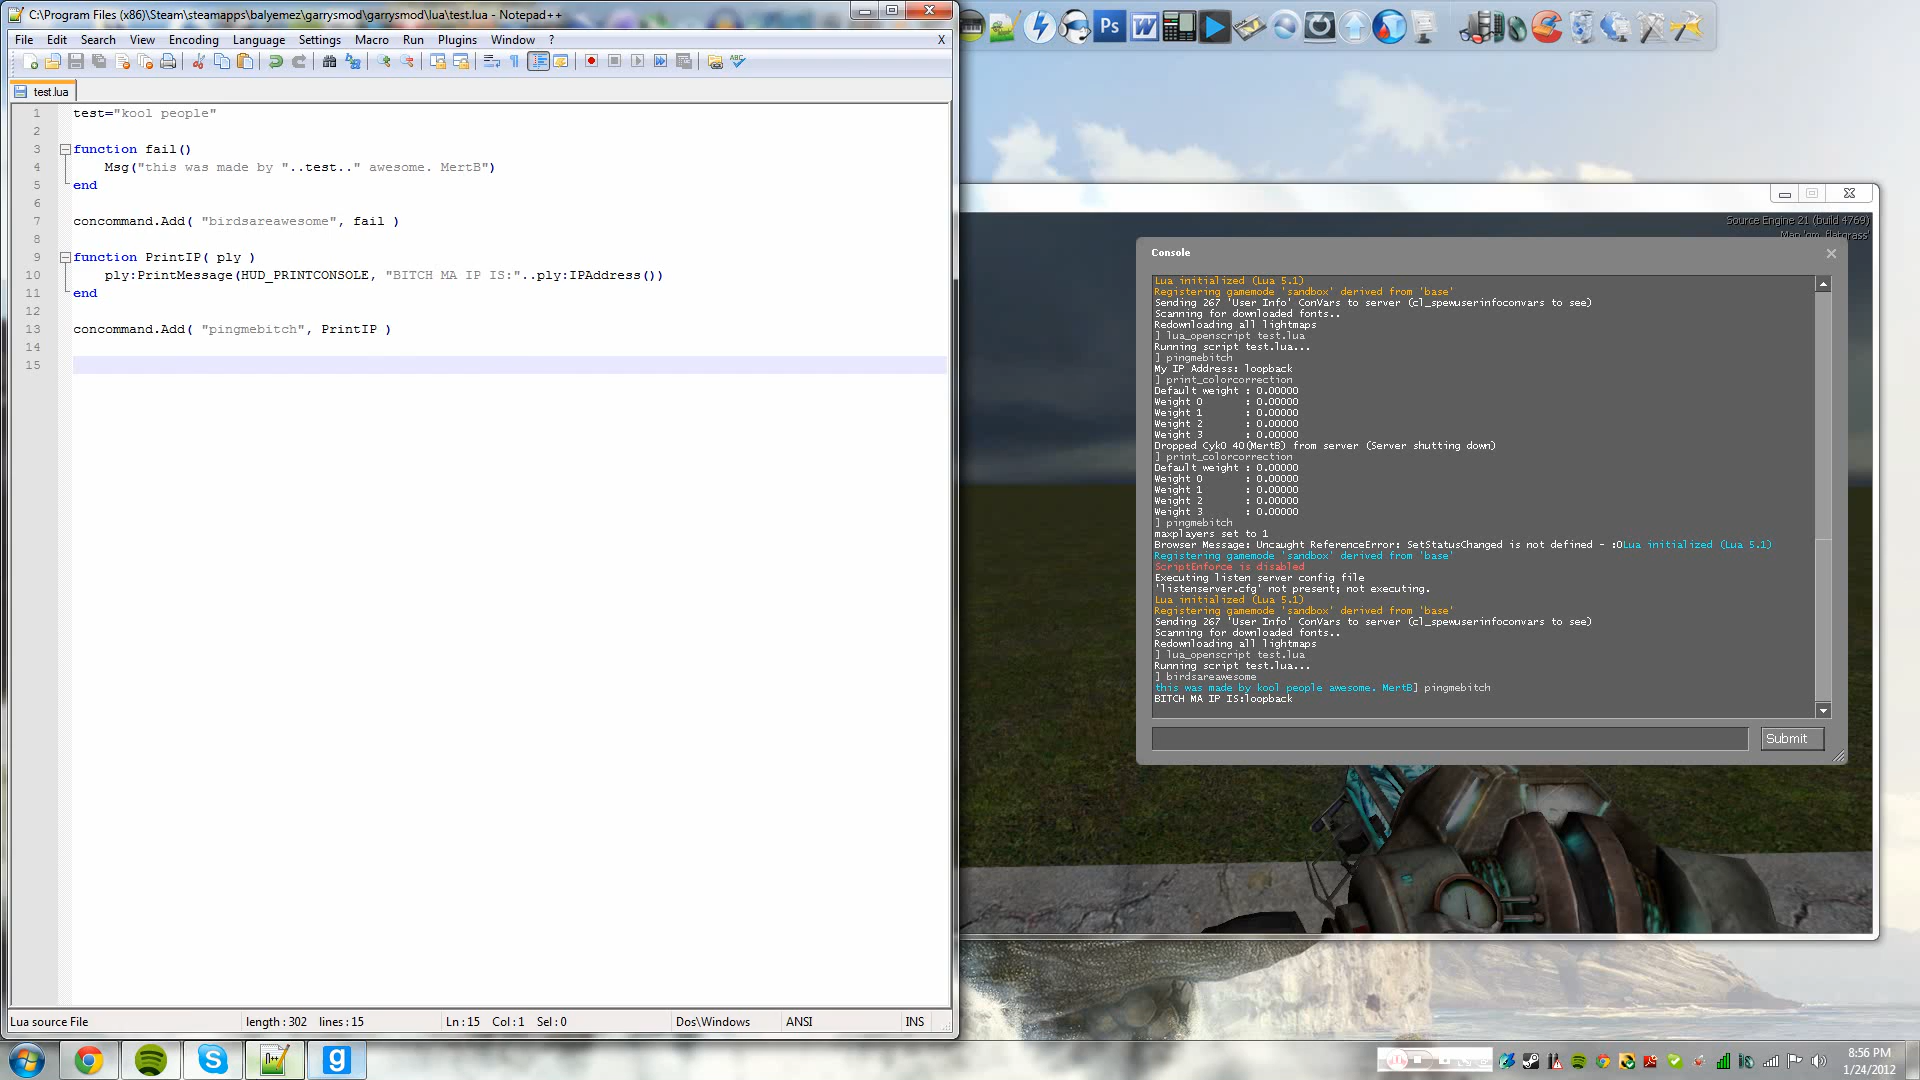 C:\Program Files (x86)\Steam\steamapps\balyemez\garrysmod\garrysmod\lua\test.lua - Notepad++
File Edit Search View Encoding Language Settings Macro Run Plugins Window ? X
test.lua
1 test="kool people"
2
3 function fail()
4 Msg("this was made by "..test.." awesome. MertB")
5 end
6
7 concommand.Add( "birdsareawesome", fail )
8
9 function PrintIP( ply )
10 ply:PrintMessage(HUD_PRINTCONSOLE, "BITCH MA IP IS:"..ply:IPAddress())
11 end
12
13 concommand.Add( "pingmebitch", PrintIP )
14
15
Lua source File length : 302 lines : 15 Ln : 15 Col : 1 Sel : 0 Dos\Windows ANSI INS
Ps
Source Engine 21 (build 4769)
Map 'gm_flatgrass'
Console
Lua initialized (Lua 5.1)
Registering gamemode 'sandbox' derived from 'base'
Sending 267 'User Info' ConVars to server (cl_spewuserinfoconvars to see)
Scanning for downloaded fonts..
Redownloading all lightmaps
] lua_openscript test.lua
Running script test.lua...
] pingmebitch
My IP Address: loopback
] print_colorcorrection
Default weight : 0.00000
Weight 0 : 0.00000
Weight 1 : 0.00000
Weight 2 : 0.00000
Weight 3 : 0.00000
Dropped CykO 40(MertB) from server (Server shutting down)
] print_colorcorrection
Default weight : 0.00000
Weight 0 : 0.00000
Weight 1 : 0.00000
Weight 2 : 0.00000
Weight 3 : 0.00000
] pingmebitch
maxplayers set to 1
Browser Message: Uncaught ReferenceError: SetStatusChanged is not defined - :0Lua initialized (Lua 5.1)
Registering gamemode 'sandbox' derived from 'base'
ScriptEnforce is disabled
Executing listen server config file
'listenserver.cfg' not present; not executing.
Lua initialized (Lua 5.1)
Registering gamemode 'sandbox' derived from 'base'
Sending 267 'User Info' ConVars to server (cl_spewuserinfoconvars to see)
Scanning for downloaded fonts..
Redownloading all lightmaps
] lua_openscript test.lua
Running script test.lua...
] birdsareawesome
this was made by kool people awesome. MertB] pingmebitch
BITCH MA IP IS:loopback
Submit
8:56 PM
1/24/2012